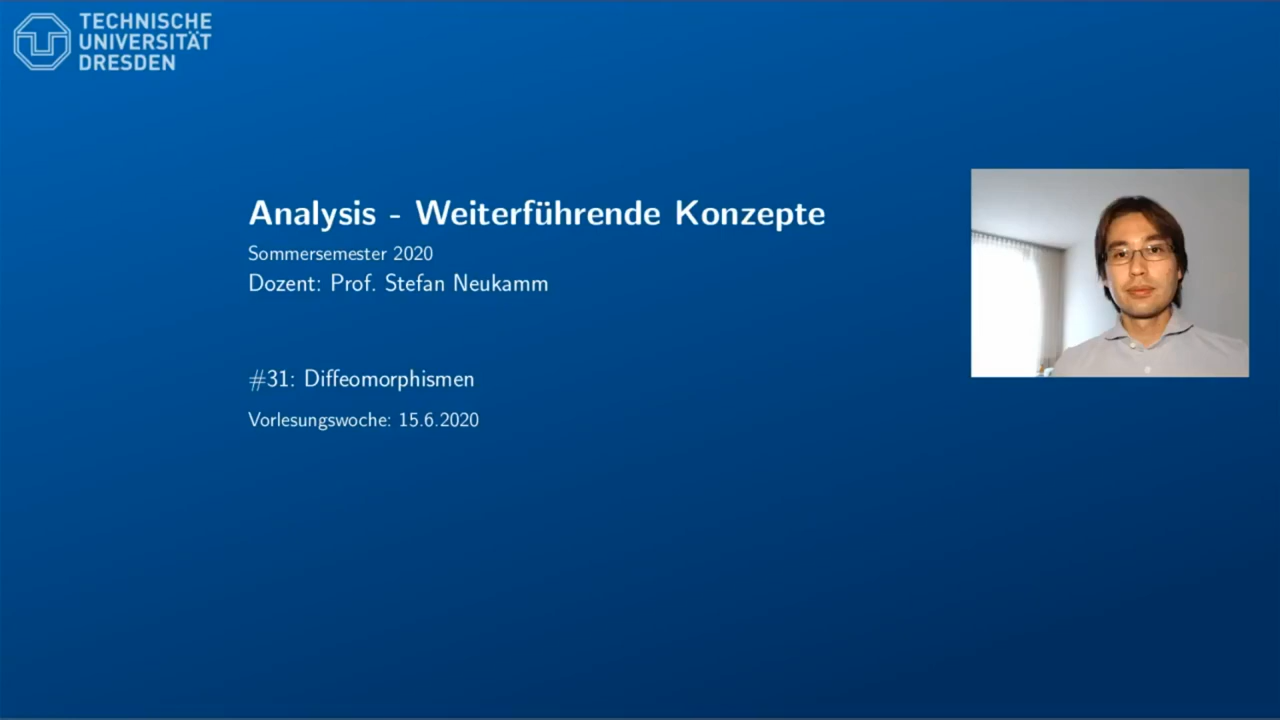 TECHNISCHE
UNIVERSITÄT
DRESDEN
Analysis - Weiterführende Konzepte
Sommersemester 2020
Dozent: Prof. Stefan Neukamm
#31: Diffeomorphismen
Vorlesungswoche: 15.6.2020